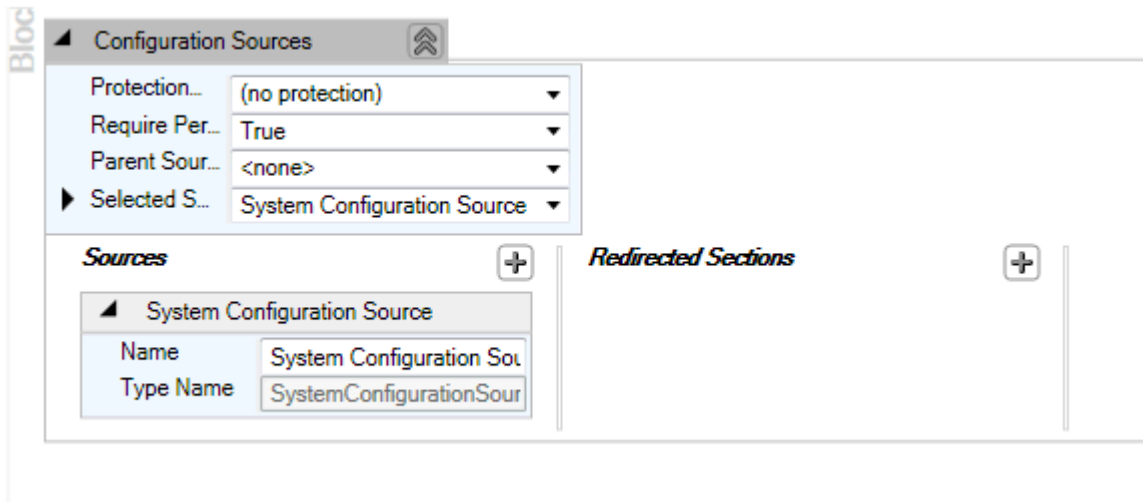 Bloc
Configuration Sources
Protection... (no protection)
Require Per... True
Parent Sour... <none>
Selected S... System Configuration Source
Sources
Redirected Sections
System Configuration Source
Name System Configuration Sou
Type Name SystemConfigurationSour